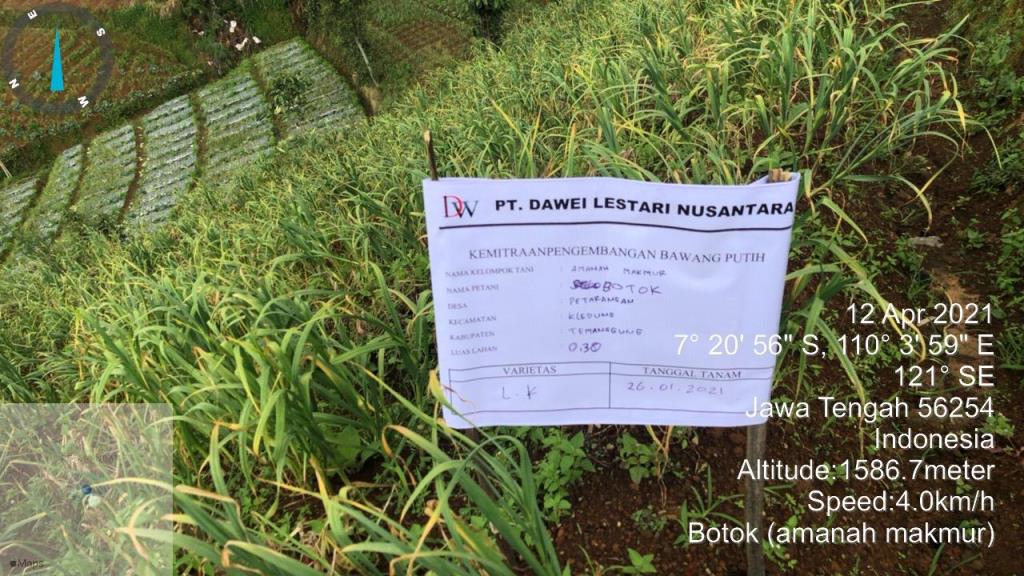 E
S
N
W
DW PT. DAWEI LESTARI NUSANTARA
KEMITRAANPENGEMBANGAN BAWANG PUTIH
NAMA KELOMPOK TANI : AMANAH MAKMUR
NAMA PETANI : BOTOK
DESA : PETARANGAN
KECAMATAN : KLEDUNG
KABUPATEN : TEMANGGUNG
LUAS LAHAN : 0.30
VARIETAS TANGGAL TANAM
L. K 26.01.2021
12 Apr 2021
7° 20' 56" S, 110° 3' 59" E
121° SE
Jawa Tengah 56254
Indonesia
Altitude:1586.7meter
Speed:4.0km/h
Botok (amanah makmur)
Maps